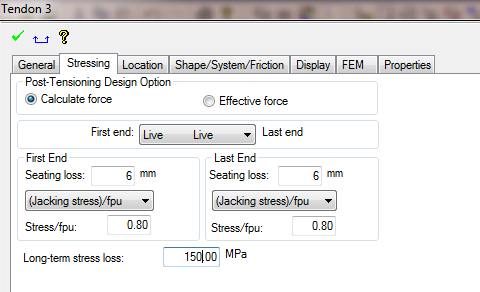 Tendon 3
General Stressing Location Shape/System/Friction Display FEM Properties
Post-Tensioning Design Option
Calculate force Effective force
First end: Live Live Last end
First End Last End
Seating loss: 6 mm Seating loss: 6 mm
(Jacking stress)/fpu (Jacking stress)/fpu
Stress/fpu: 0.80 Stress/fpu: 0.80
Long-term stress loss: 150.00 MPa